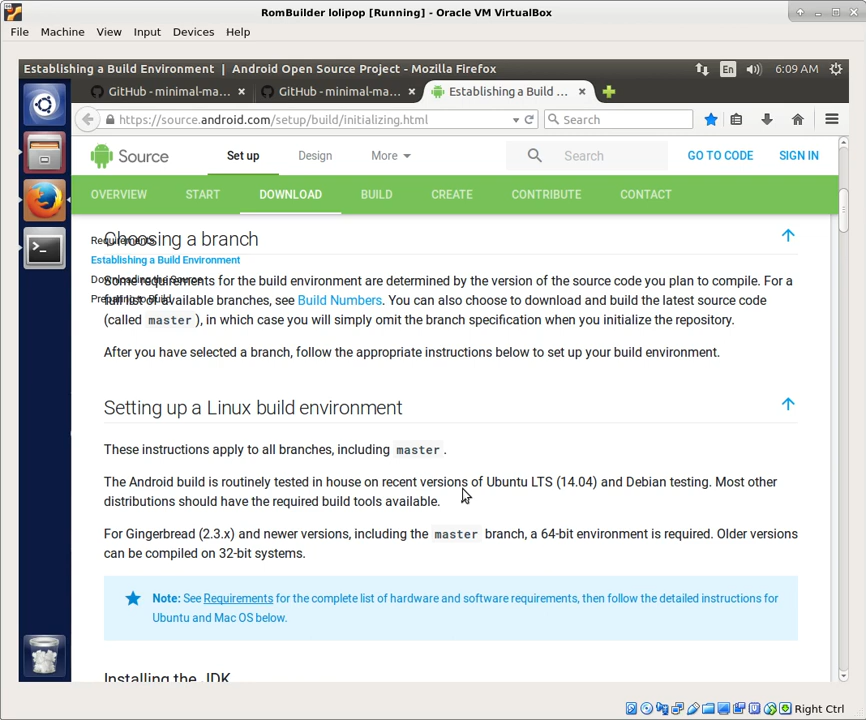 RomBuilder lolipop [Running] - Oracle VM VirtualBox
File Machine View Input Devices Help
Establishing a Build Environment | Android Open Source Project - Mozilla Firefox
En 6:09 AM
GitHub - minimal-ma... × GitHub - minimal-ma... × Establishing a Build ... ×
https://source.android.com/setup/build/initializing.html Search
Source Set up Design More Search GO TO CODE SIGN IN
OVERVIEW START DOWNLOAD BUILD CREATE CONTRIBUTE CONTACT
Choosing a branch
Requirements
Establishing a Build Environment
Downloading the Source
Preparing to Build
Some requirements for the build environment are determined by the version of the source code you plan to compile. For a
full list of available branches, see Build Numbers. You can also choose to download and build the latest source code
(called master ), in which case you will simply omit the branch specification when you initialize the repository.
After you have selected a branch, follow the appropriate instructions below to set up your build environment.
Setting up a Linux build environment
These instructions apply to all branches, including master .
The Android build is routinely tested in house on recent versions of Ubuntu LTS (14.04) and Debian testing. Most other
distributions should have the required build tools available.
For Gingerbread (2.3.x) and newer versions, including the master branch, a 64-bit environment is required. Older versions
can be compiled on 32-bit systems.
Note: See Requirements for the complete list of hardware and software requirements, then follow the detailed instructions for
Ubuntu and Mac OS below.
Installing the JDK
Right Ctrl